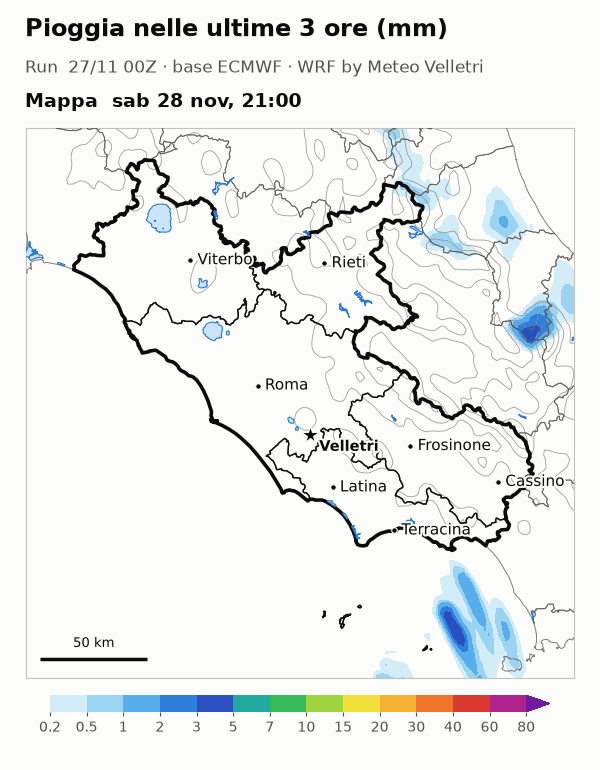 Pioggia nelle ultime 3 ore (mm)
Run  27/11 00Z · base ECMWF · WRF by Meteo Velletri
Mappa  sab 28 nov, 21:00
Viterbo
Rieti
Roma
Velletri
Frosinone
Latina
Cassino
Terracina
50 km
0.2 0.5 1 2 3 5 7 10 15 20 30 40 60 80